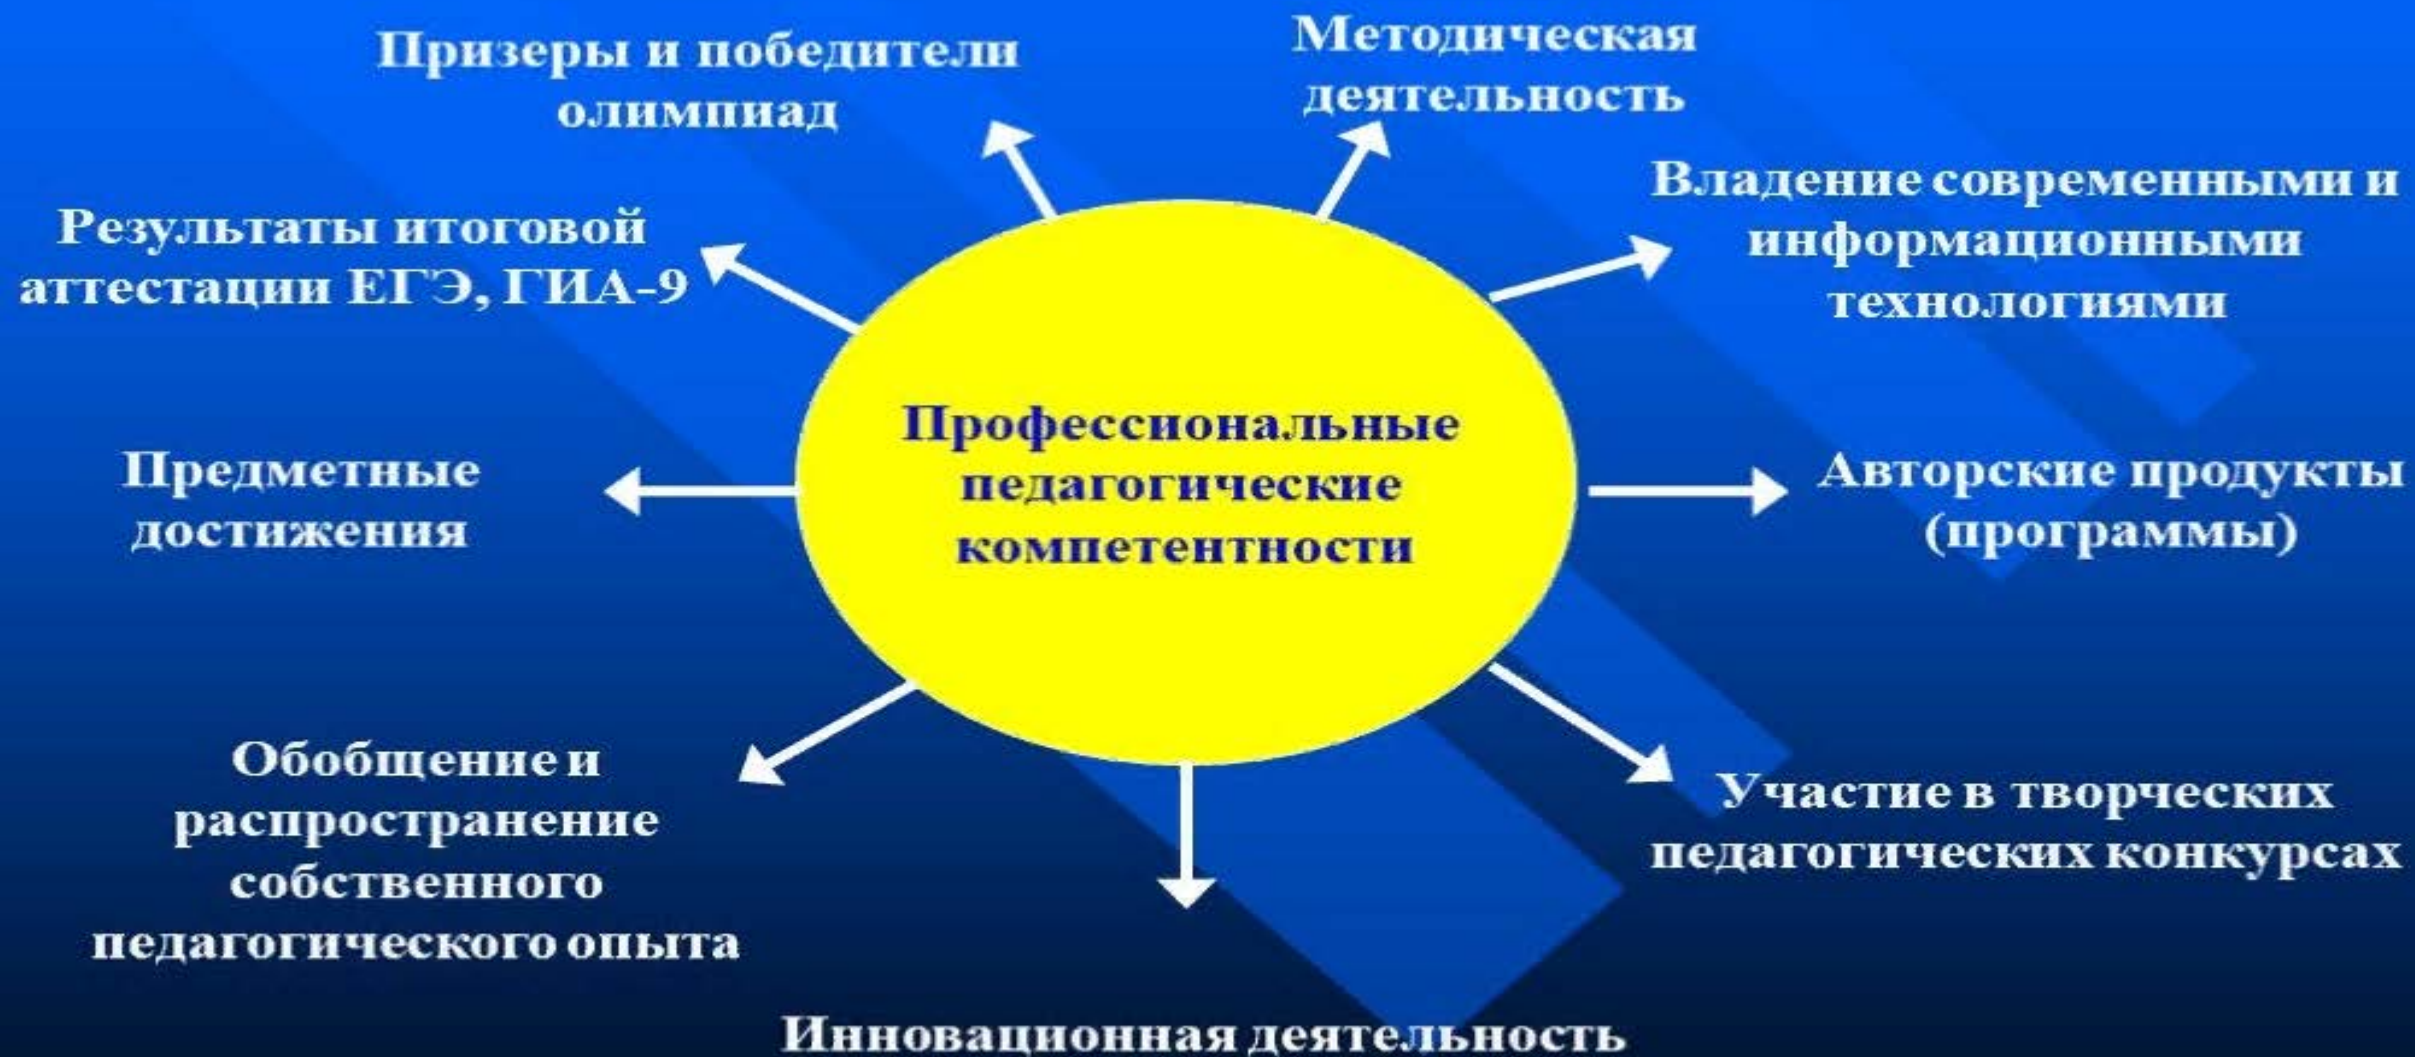 Призеры и победители
олимпиад
Методическая
деятельность
Результаты итоговой
аттестации ЕГЭ, ГИА-9
Владение современными и
информационными
технологиями
Предметные
достижения
Профессиональные
педагогические
компетентности
Авторские продукты
(программы)
Обобщение и
распространение
собственного
педагогического опыта
Участие в творческих
педагогических конкурсах
Инновационная деятельность